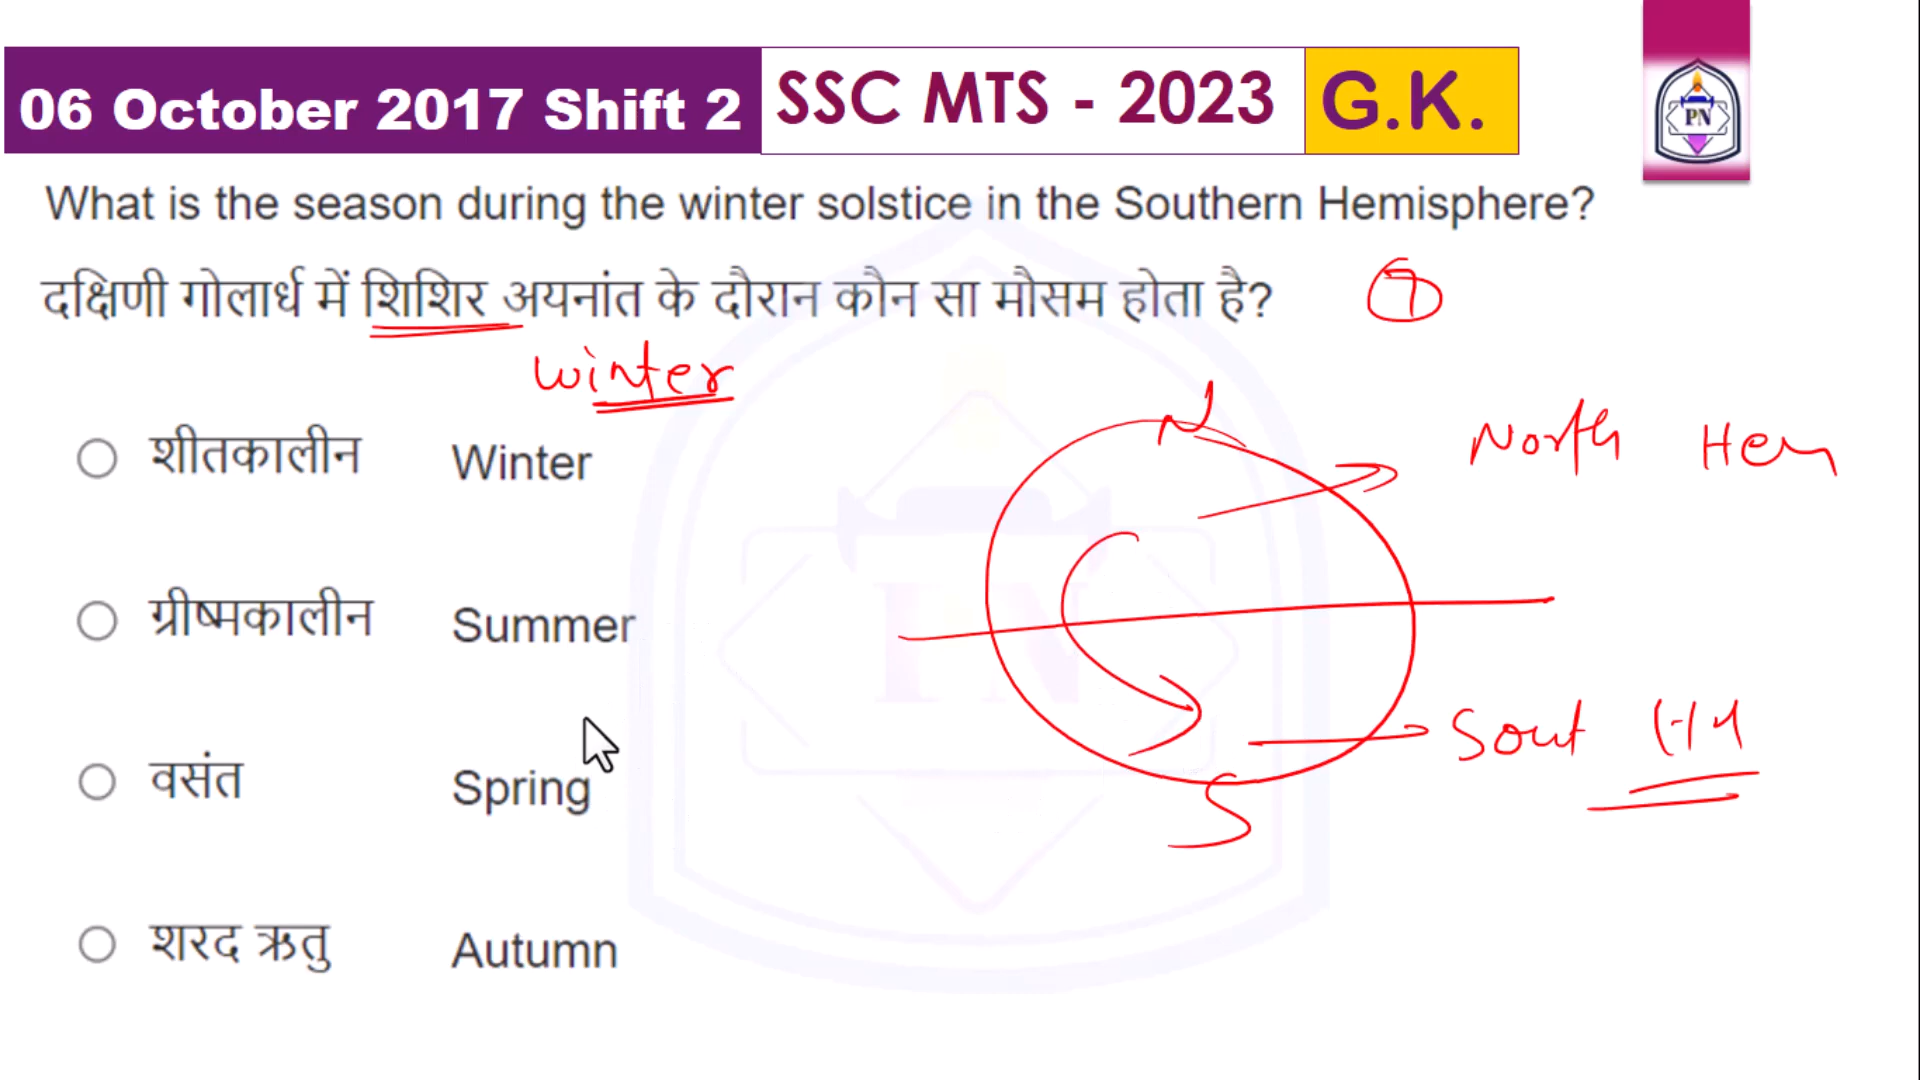 06 October 2017 Shift 2 SSC MTS - 2023 G.K.
PN
What is the season during the winter solstice in the Southern Hemisphere?
दक्षिणी गोलार्ध में शिशिर अयनांत के दौरान कौन सा मौसम होता है?
winter
N
North Hem
शीतकालीन Winter
ग्रीष्मकालीन Summer
PN
Sout
वसंत Spring
S
शरद ऋतु Autumn